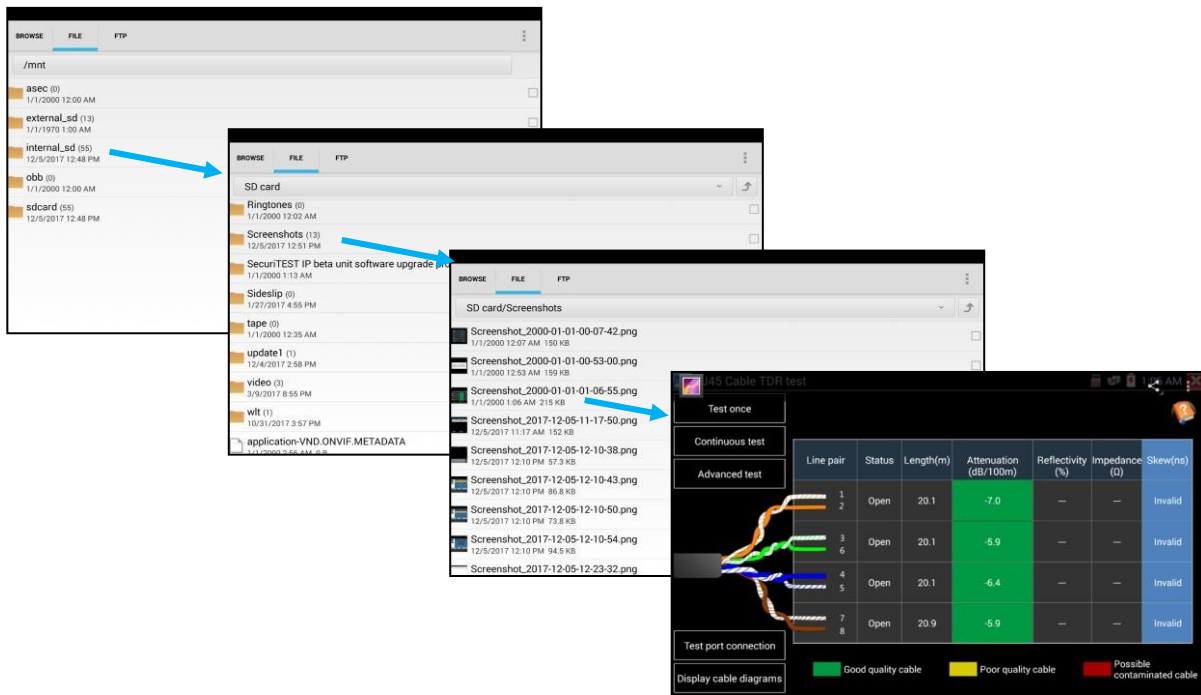 BROWSE FILE FTP
/mnt
asec (0)
1/1/2000 12:00 AM
external_sd (13)
1/1/1970 1:00 AM
internal_sd (55)
12/5/2017 12:48 PM
obb (0)
1/1/2000 12:00 AM
sdcard (55)
12/5/2017 12:48 PM
BROWSE FILE FTP
SD card
Ringtones (0)
1/1/2000 12:02 AM
Screenshots (13)
12/5/2017 12:51 PM
SecuriTEST IP beta unit software upgrade
1/1/2000 1:13 AM
Sideslip (0)
1/27/2017 4:55 PM
tape (0)
1/1/2000 12:35 AM
update1 (1)
12/4/2017 2:58 PM
video (3)
3/9/2017 8:55 PM
wlt (1)
10/31/2017 3:57 PM
application-VND.ONVIF.METADATA
1/1/2000 2:56 AM 0 B
BROWSE FILE FTP
SD card/Screenshots
Screenshot_2000-01-01-00-07-42.png
1/1/2000 12:07 AM 150 KB
Screenshot_2000-01-01-00-53-00.png
1/1/2000 12:53 AM 159 KB
Screenshot_2000-01-01-01-06-55.png
1/1/2000 1:06 AM 215 KB
Screenshot_2017-12-05-11-17-50.png
12/5/2017 11:17 AM 152 KB
Screenshot_2017-12-05-12-10-38.png
12/5/2017 12:10 PM 57.3 KB
Screenshot_2017-12-05-12-10-43.png
12/5/2017 12:10 PM 86.8 KB
Screenshot_2017-12-05-12-10-50.png
12/5/2017 12:10 PM 73.8 KB
Screenshot_2017-12-05-12-10-54.png
12/5/2017 12:10 PM 94.5 KB
Screenshot_2017-12-05-12-23-32.png
J45 Cable TDR test
AM
Test once
Continuous test
Advanced test
Test port connection
Display cable diagrams
Line pair Status Length(m) Attenuation (dB/100m) Reflectivity (%) Impedance (Ω) Skew(ns)
1 2 Open 20.1 -7.0 — — Invalid
3 6 Open 20.1 -5.9 — — Invalid
4 5 Open 20.1 -6.4 — — Invalid
7 8 Open 20.9 -5.9 — — Invalid
Good quality cable
Poor quality cable
Possible contaminated cable